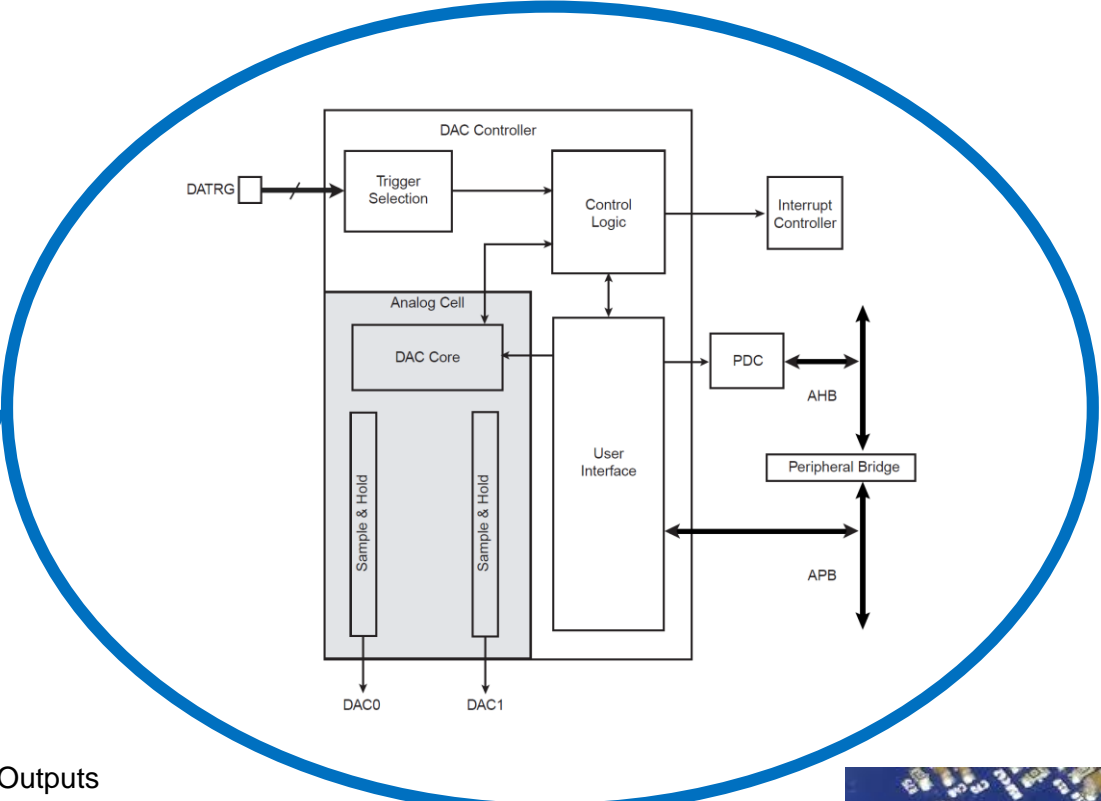 DAC Controller
DATRG
Trigger
Selection
Control
Logic
Interrupt
Controller
Analog Cell
DAC Core
PDC
AHB
User
Interface
Peripheral Bridge
Sample & Hold
Sample & Hold
APB
DAC0
DAC1
Outputs